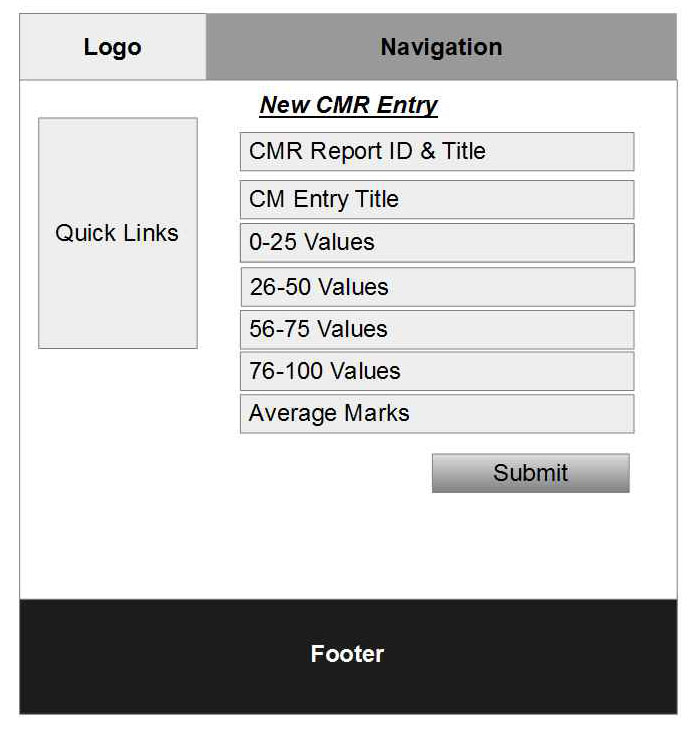 Logo
Navigation
New CMR Entry
Quick Links
CMR Report ID & Title
CM Entry Title
0-25 Values
26-50 Values
56-75 Values
76-100 Values
Average Marks
Submit
Footer